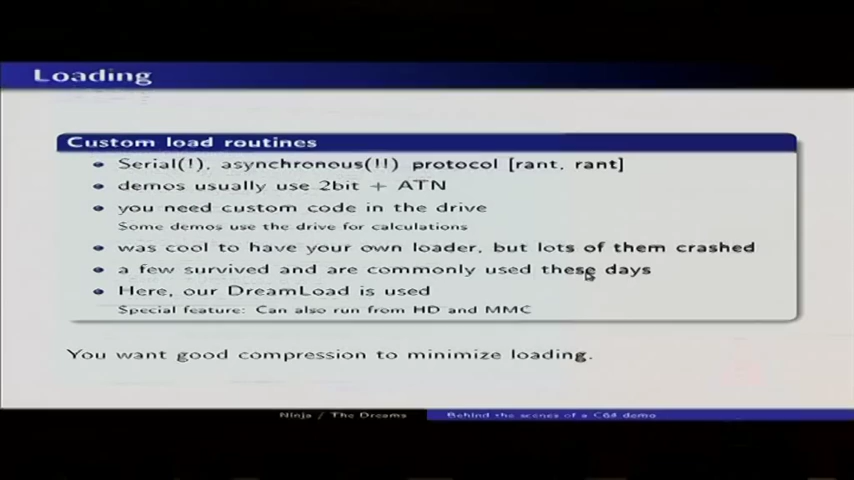 Loading
Custom load routines
Serial(!), asynchronous(!!) protocol [rant, rant]
demos usually use 2bit + ATN
you need custom code in the drive
Some demos use the drive for calculations
was cool to have your own loader, but lots of them crashed
a few survived and are commonly used these days
Here, our DreamLoad is used
Special feature: Can also run from HD and MMC
You want good compression to minimize loading.
Ninja / The Dreams
Behind the scenes of a C64 demo